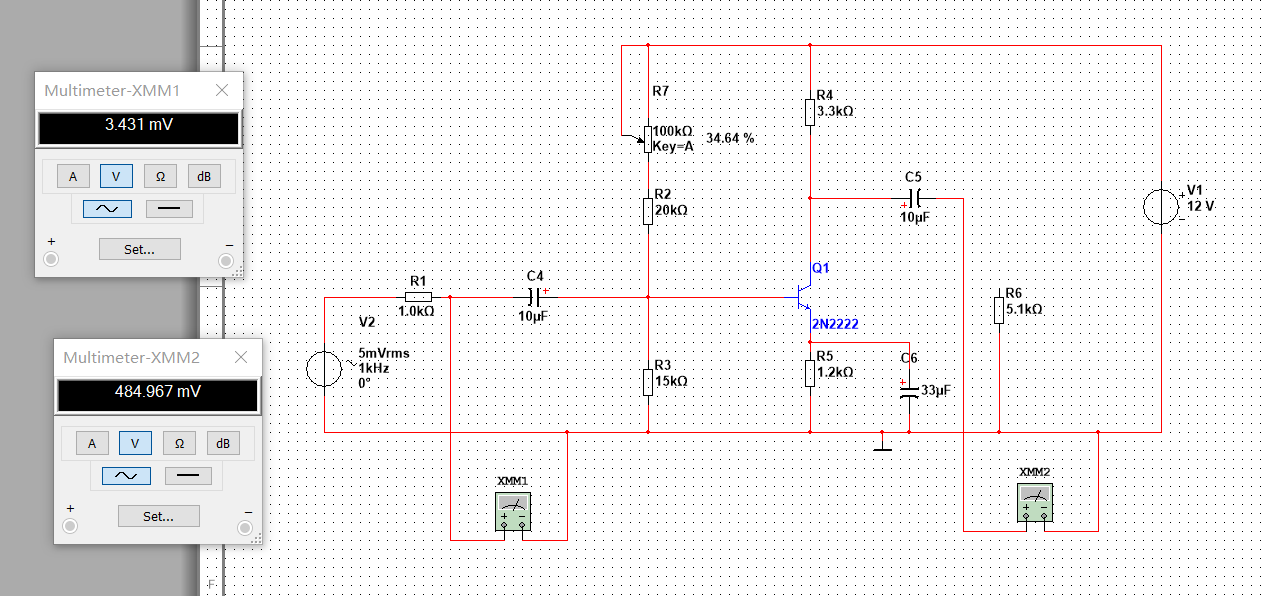 Multimeter-XMM1
3.431 mV
A V Ω dB
+ −
Set...
Multimeter-XMM2
484.967 mV
A V Ω dB
+ −
Set...
R7
100kΩ
Key=A
34.64 %
R4
3.3kΩ
R2
20kΩ
C5
+
10µF
V1
+
12 V
−
Q1
2N2222
R1
1.0kΩ
C4
+
10µF
V2
5mVrms
1kHz
0°
R3
15kΩ
R5
1.2kΩ
C6
+
33µF
R6
5.1kΩ
XMM1
+ −
XMM2
+ −
F